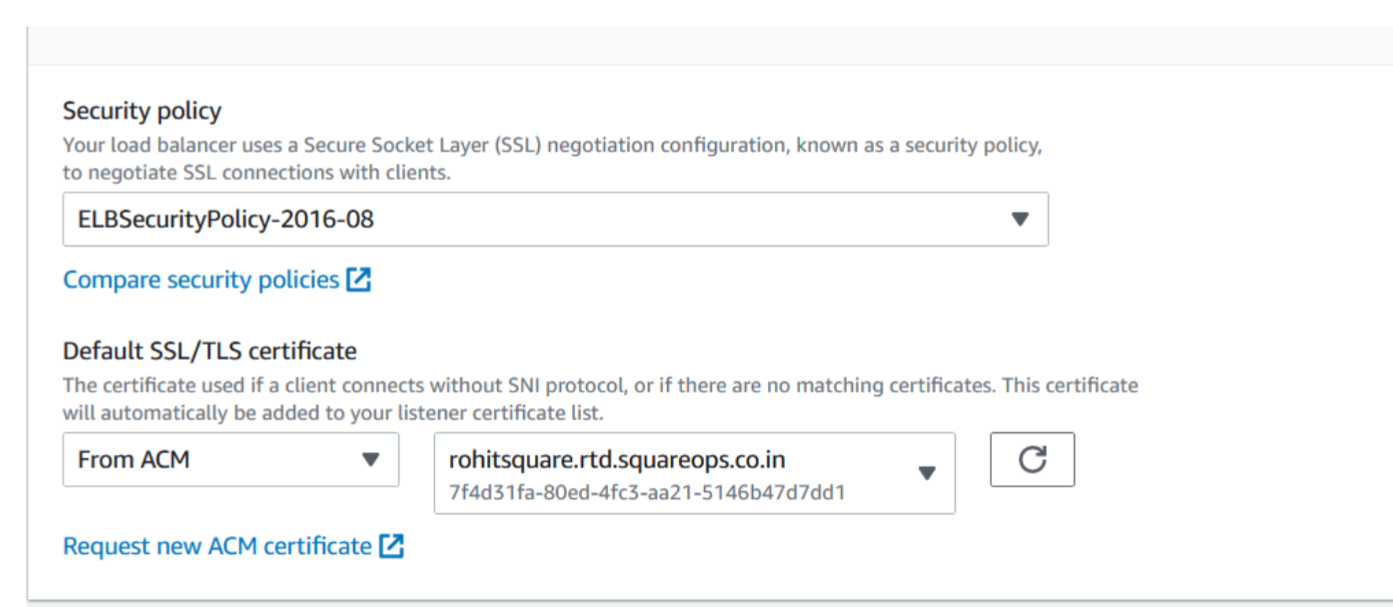 Security policy
Your load balancer uses a Secure Socket Layer (SSL) negotiation configuration, known as a security policy,
to negotiate SSL connections with clients.
ELBSecurityPolicy-2016-08
Compare security policies
Default SSL/TLS certificate
The certificate used if a client connects without SNI protocol, or if there are no matching certificates. This certificate
will automatically be added to your listener certificate list.
From ACM
rohitsquare.rtd.squareops.co.in
7f4d31fa-80ed-4fc3-aa21-5146b47d7dd1
Request new ACM certificate